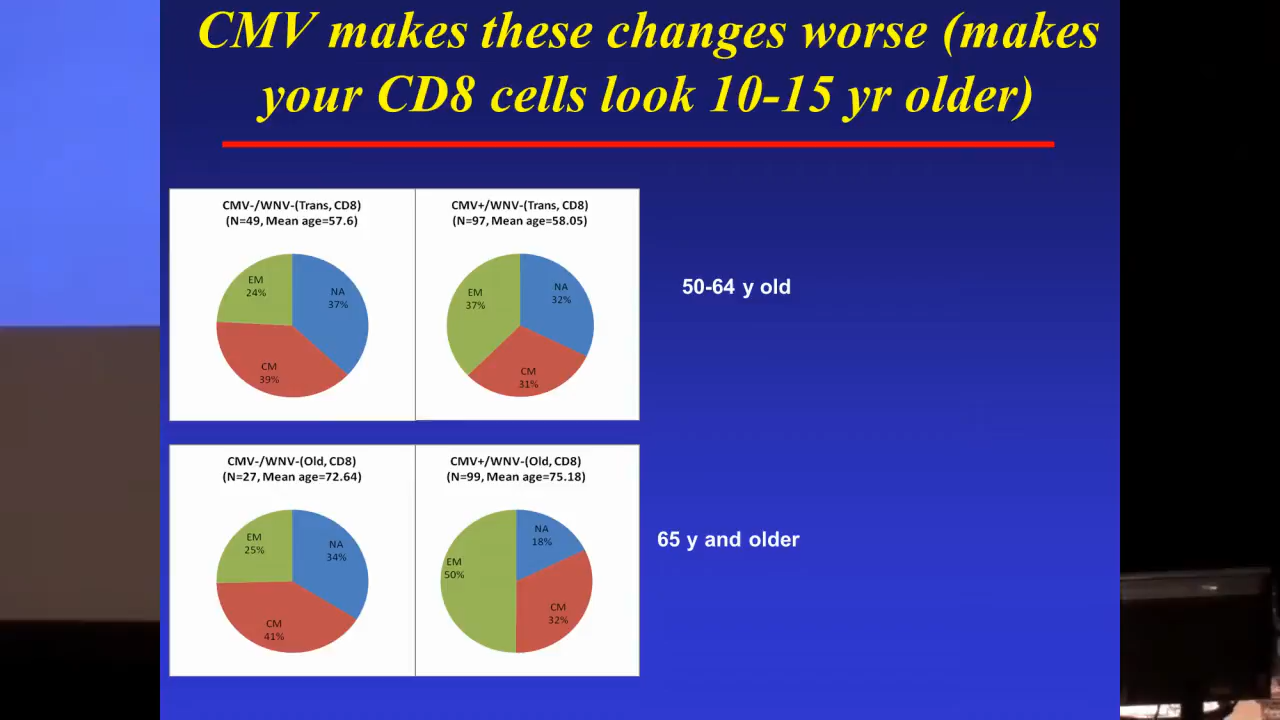 CMV makes these changes worse (makes
your CD8 cells look 10-15 yr older)
CMV-/WNV-(Trans, CD8)
(N=49, Mean age=57.6)
EM
24%
NA
37%
CM
39%
CMV+/WNV-(Trans, CD8)
(N=97, Mean age=58.05)
EM
37%
NA
32%
CM
31%
50-64 y old
CMV-/WNV-(Old, CD8)
(N=27, Mean age=72.64)
EM
25%
NA
34%
CM
41%
CMV+/WNV-(Old, CD8)
(N=99, Mean age=75.18)
NA
18%
EM
50%
CM
32%
65 y and older